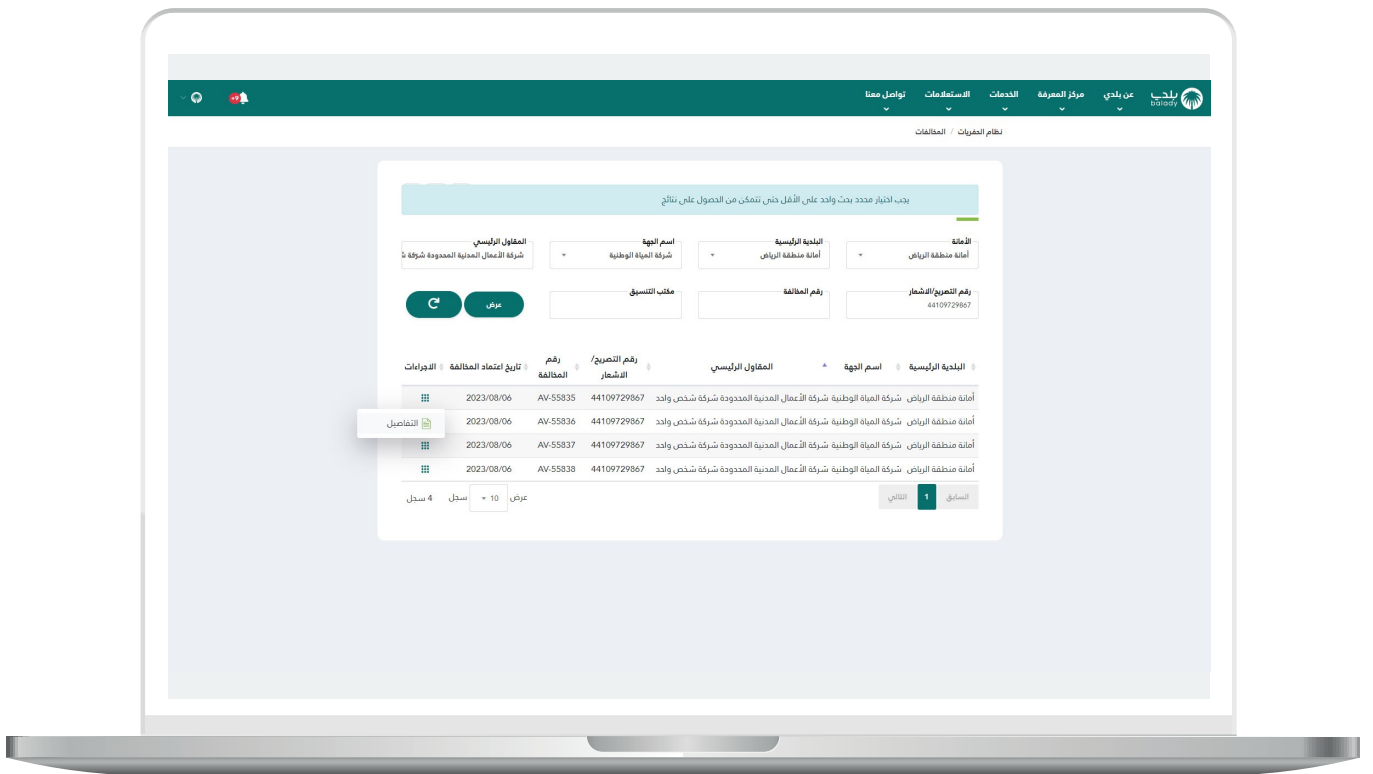 بلدي
balady
عن بلدي
مركز المعرفة
الخدمات
الاستعلامات
تواصل معنا
+9
نظام الحفريات / المخالفات
يجب اختيار محدد بحث واحد على الأقل حتى تتمكن من الحصول على نتائج
الأمانة
أمانة منطقة الرياض
البلدية الرئيسية
أمانة منطقة الرياض
اسم الجهة
شركة المياة الوطنية
المقاول الرئيسي
شركة الأعمال المدنية المحدودة شركة ش
رقم التصريح/الاشعار
44109729867
رقم المخالفة
مكتب التنسيق
عرض
البلدية الرئيسية اسم الجهة المقاول الرئيسي رقم التصريح/الاشعار رقم المخالفة تاريخ اعتماد المخالفة الاجراءات
أمانة منطقة الرياض شركة المياة الوطنية شركة الأعمال المدنية المحدودة شركة شخص واحد 44109729867 AV-55835 2023/08/06
أمانة منطقة الرياض شركة المياة الوطنية شركة الأعمال المدنية المحدودة شركة شخص واحد 44109729867 AV-55836 2023/08/06
التفاصيل
أمانة منطقة الرياض شركة المياة الوطنية شركة الأعمال المدنية المحدودة شركة شخص واحد 44109729867 AV-55837 2023/08/06
أمانة منطقة الرياض شركة المياة الوطنية شركة الأعمال المدنية المحدودة شركة شخص واحد 44109729867 AV-55838 2023/08/06
السابق 1 التالي
عرض 10 سجل 4 سجل